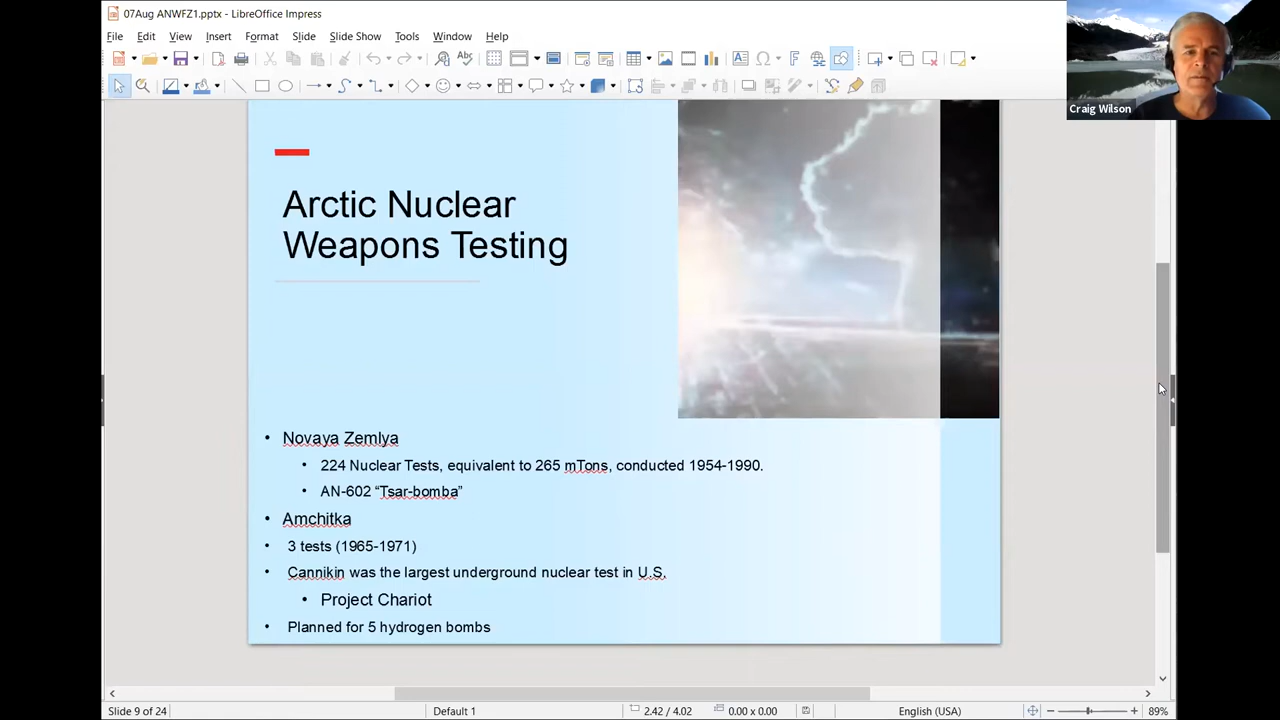 07Aug ANWFZ1.pptx - LibreOffice Impress
File Edit View Insert Format Slide Slide Show Tools Window Help
Craig Wilson
Arctic Nuclear
Weapons Testing
• Novaya Zemlya
• 224 Nuclear Tests, equivalent to 265 mTons, conducted 1954-1990.
• AN-602 “Tsar-bomba”
• Amchitka
• 3 tests (1965-1971)
• Cannikin was the largest underground nuclear test in U.S.
• Project Chariot
• Planned for 5 hydrogen bombs
Slide 9 of 24 Default 1 2.42 / 4.02 0.00 x 0.00 English (USA) 89%